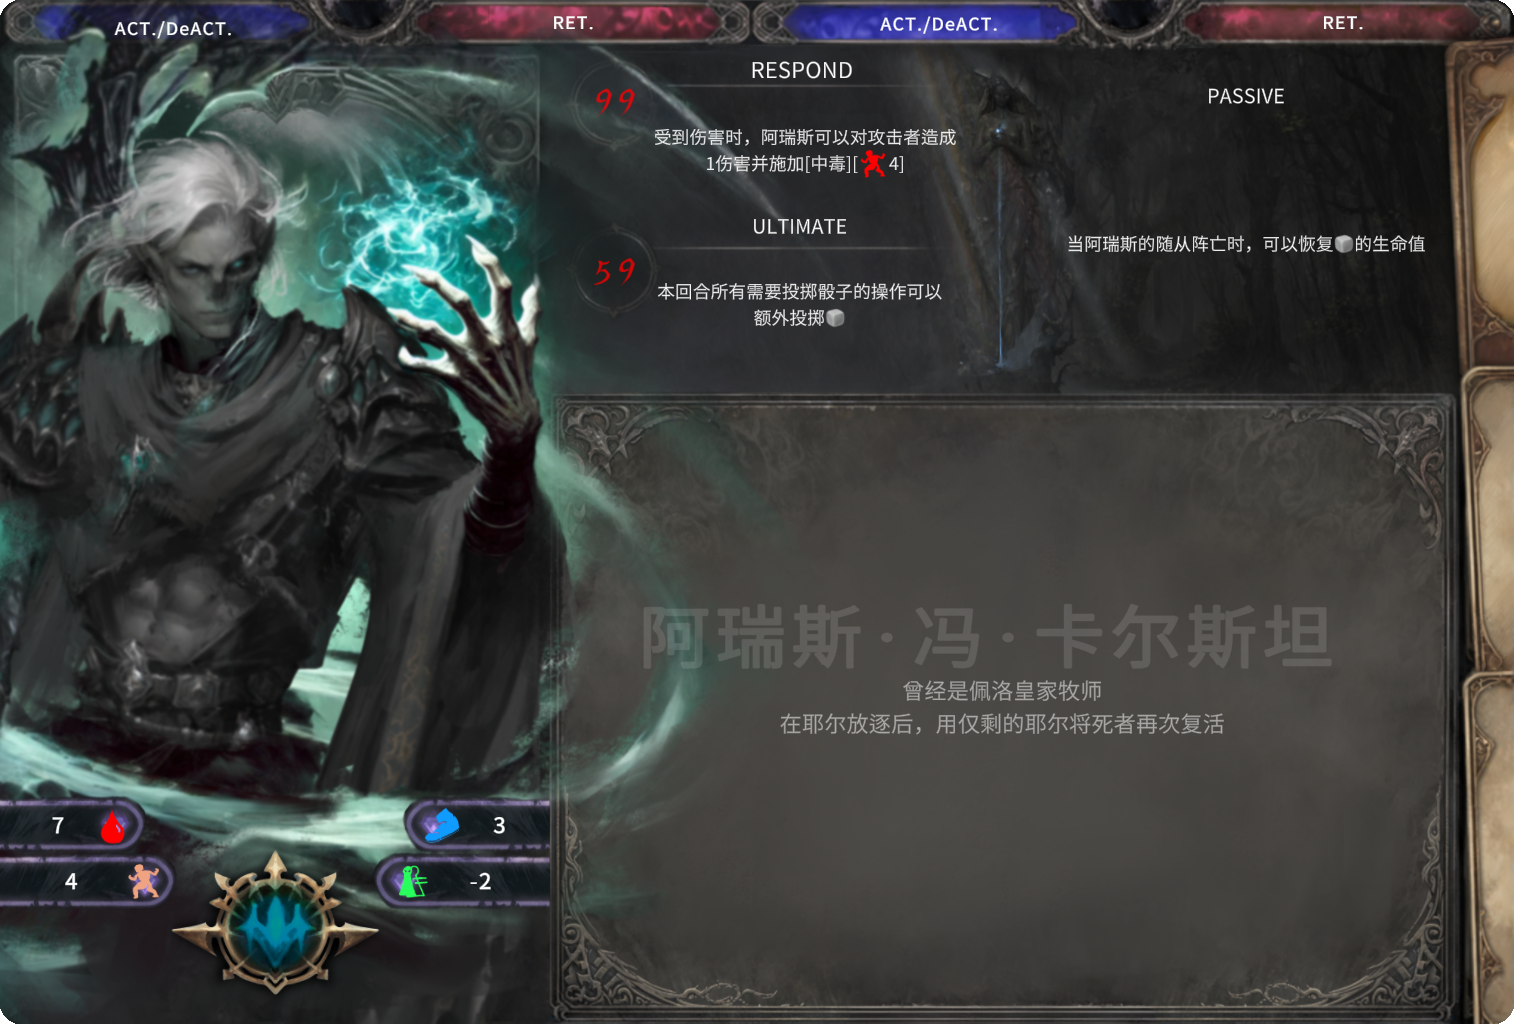 ACT./DeACT.
RET.
ACT./DeACT.
RET.
RESPOND
99
受到伤害时，阿瑞斯可以对攻击者造成
1伤害并施加[中毒][4]
ULTIMATE
59
本回合所有需要投掷骰子的操作可以
额外投掷
PASSIVE
当阿瑞斯的随从阵亡时，可以恢复的生命值
阿瑞斯·冯·卡尔斯坦
曾经是佩洛皇家牧师
在耶尔放逐后，用仅剩的耶尔将死者再次复活
7
3
4
-2